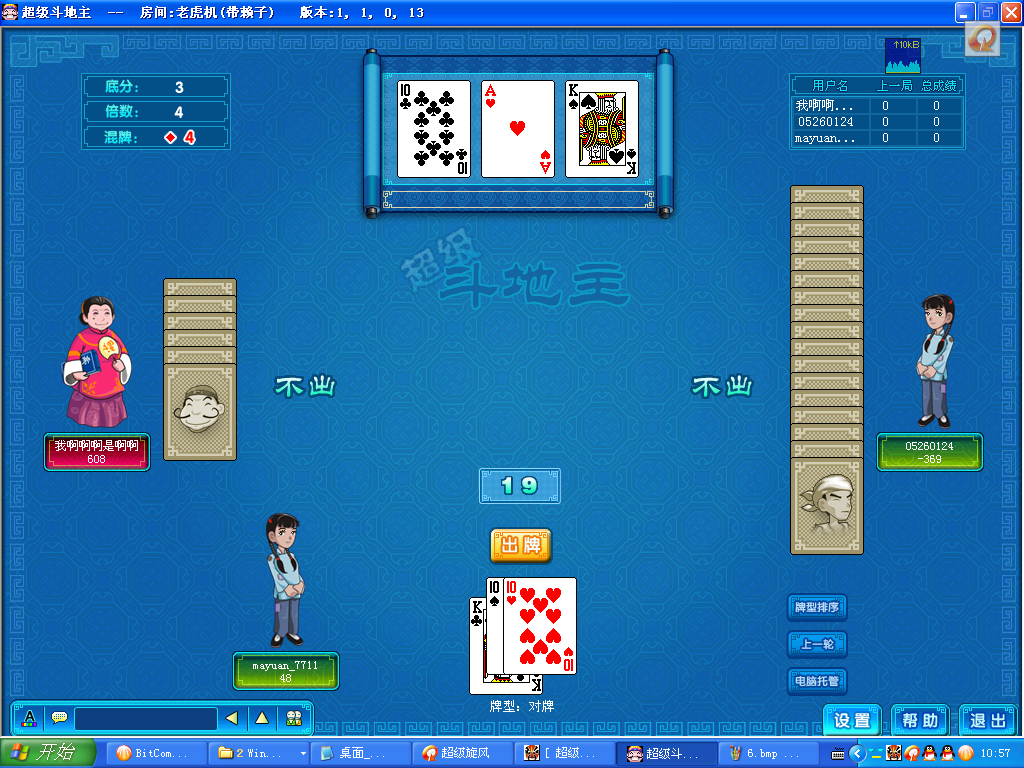 超级斗地主 -- 房间:老虎机(带赖子) 版本:1, 1, 0, 13
↑10kB
底分: 3
倍数: 4
混牌: ♦ 4
10 10
A A
K K
用户名 上一局 总成绩
我啊啊... 0 0
05260124 0 0
mayuan... 0 0
超级
斗地主
不出
不出
我啊啊啊是啊啊
608
05260124
-369
19
出牌
K K
10
10 10
牌型: 对牌
mayuan_7711
48
牌型排序
上一轮
电脑托管
A
设置
帮助
退出
开始
BitCom...
2 Win...
桌面_...
超级旋风
[ 超级...
超级斗...
6.bmp ...
10:57